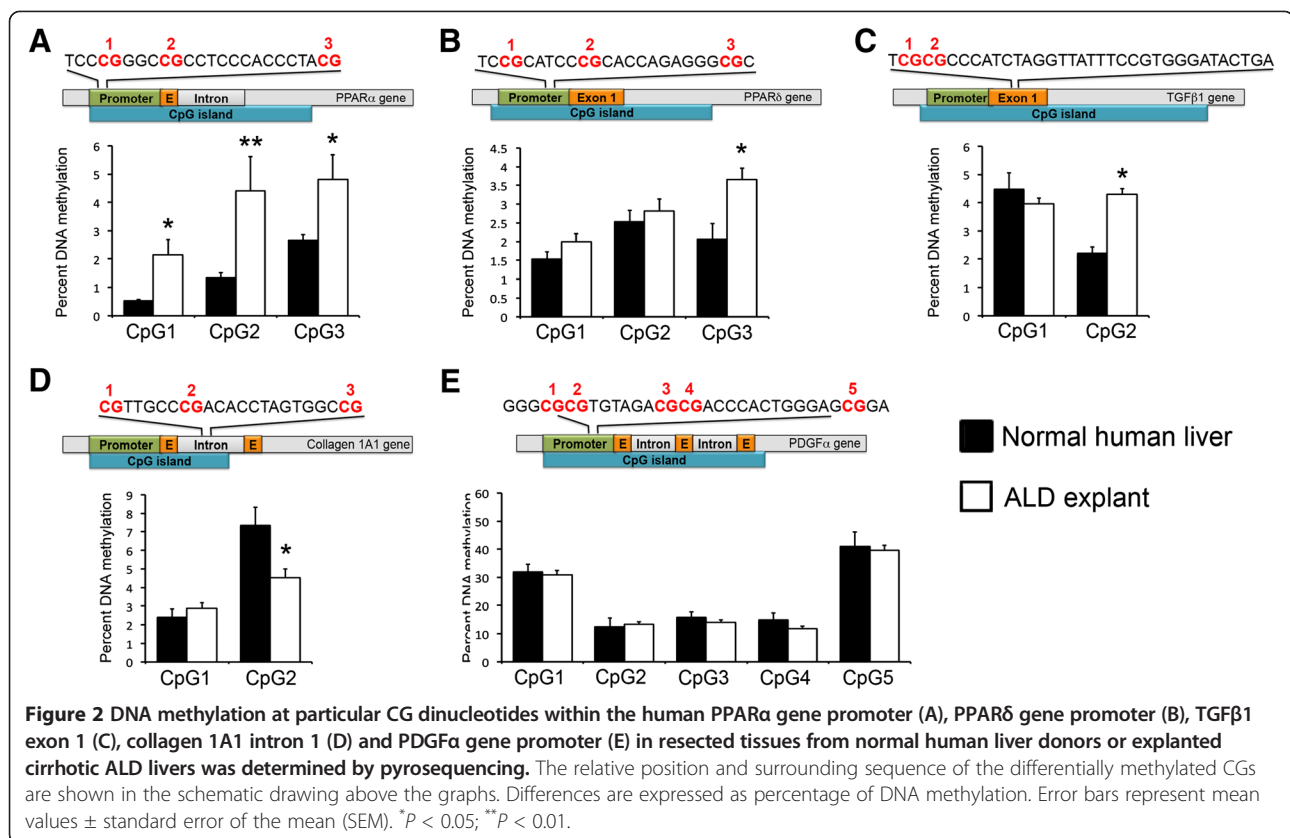 A
1 2 3
TCCCGGGGCCGCCTCCCACCCTACG
Promoter E Intron PPARα gene
CpG island
Percent DNA methylation
6
5
4
3
2
1
0
* ** *
CpG1 CpG2 CpG3
B
1 2 3
TCCGCATCCCGCACCAGAGGGCGC
Promoter Exon 1 PPARδ gene
CpG island
Percent DNA methylation
4.5
4
3.5
3
2.5
2
1.5
1
0.5
0
*
CpG1 CpG2 CpG3
C
1 2
TCGCGCCCATCTAGGTTATTTCCGTGGGATACTGA
Promoter Exon 1 TGFβ1 gene
CpG island
Percent DNA methylation
6
5
4
3
2
1
0
*
CpG1 CpG2
D
1 2 3
CGTTGCCCGACACCTAGTGGCCG
Promoter E Intron E Collagen 1A1 gene
CpG island
Percent DNA methylation
9
8
7
6
5
4
3
2
1
0
*
CpG1 CpG2
E
1 2 3 4 5
GGGCGCGTGTAGACGCGACCCACTGGGAGCGGA
Promoter E Intron E Intron E PDGFα gene
CpG island
Percent DNA methylation
60
50
40
30
20
10
0
CpG1 CpG2 CpG3 CpG4 CpG5
Normal human liver
ALD explant
Figure 2 DNA methylation at particular CG dinucleotides within the human PPARα gene promoter (A), PPARδ gene promoter (B), TGFβ1
exon 1 (C), collagen 1A1 intron 1 (D) and PDGFα gene promoter (E) in resected tissues from normal human liver donors or explanted
cirrhotic ALD livers was determined by pyrosequencing. The relative position and surrounding sequence of the differentially methylated CGs
are shown in the schematic drawing above the graphs. Differences are expressed as percentage of DNA methylation. Error bars represent mean
values ± standard error of the mean (SEM). *P < 0.05; **P < 0.01.